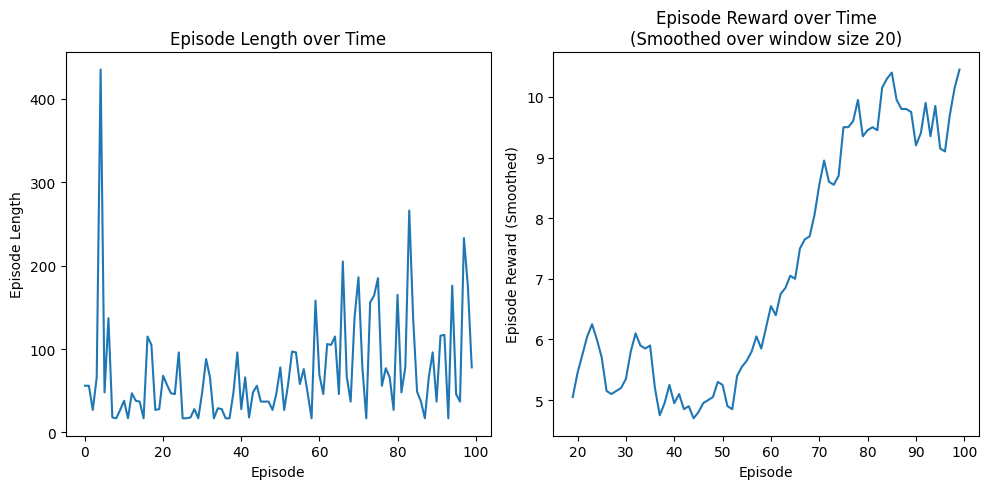 Episode Length over Time
Episode Length
400
300
200
100
0
0 20 40 60 80 100
Episode
Episode Reward over Time
(Smoothed over window size 20)
Episode Reward (Smoothed)
10
9
8
7
6
5
20 30 40 50 60 70 80 90 100
Episode